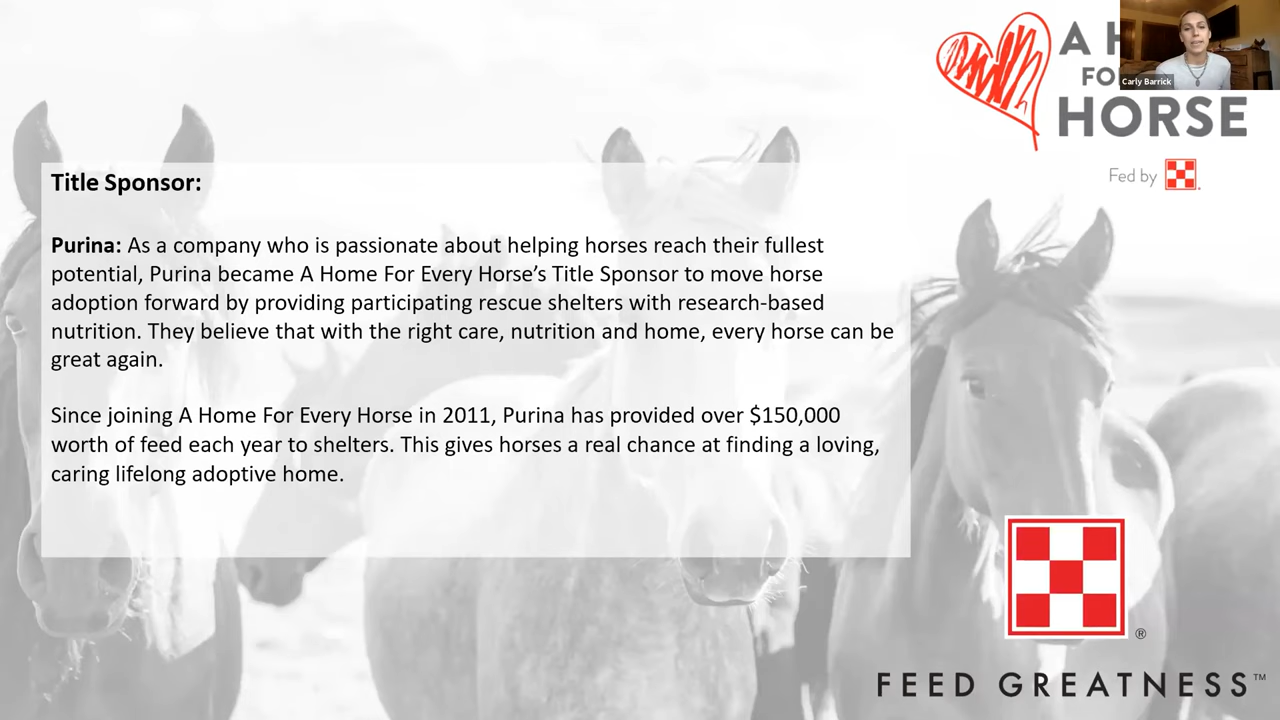 A H
FO
HORSE
Carly Barrick
Fed by
Title Sponsor:
Purina: As a company who is passionate about helping horses reach their fullest
potential, Purina became A Home For Every Horse’s Title Sponsor to move horse
adoption forward by providing participating rescue shelters with research-based
nutrition. They believe that with the right care, nutrition and home, every horse can be
great again.
Since joining A Home For Every Horse in 2011, Purina has provided over $150,000
worth of feed each year to shelters. This gives horses a real chance at finding a loving,
caring lifelong adoptive home.
®
FEED GREATNESS™